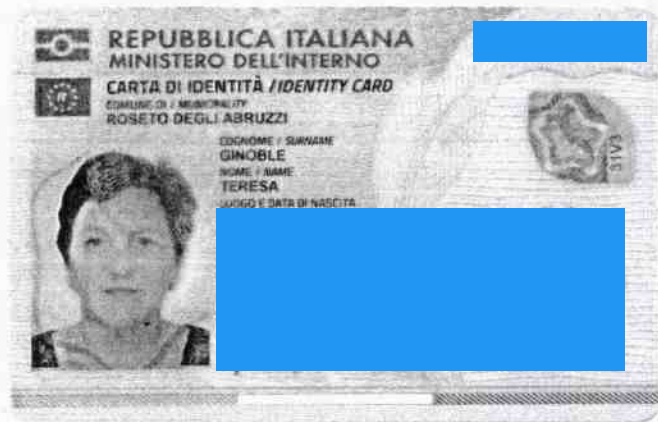 REPUBBLICA ITALIANA
MINISTERO DELL'INTERNO
CARTA DI IDENTITÀ / IDENTITY CARD
COMUNE DI / MUNICIPALITY
ROSETO DEGLI ABRUZZI
COGNOME / SURNAME
GINOBLE
NOME / NAME
TERESA
LUOGO E DATA DI NASCITA